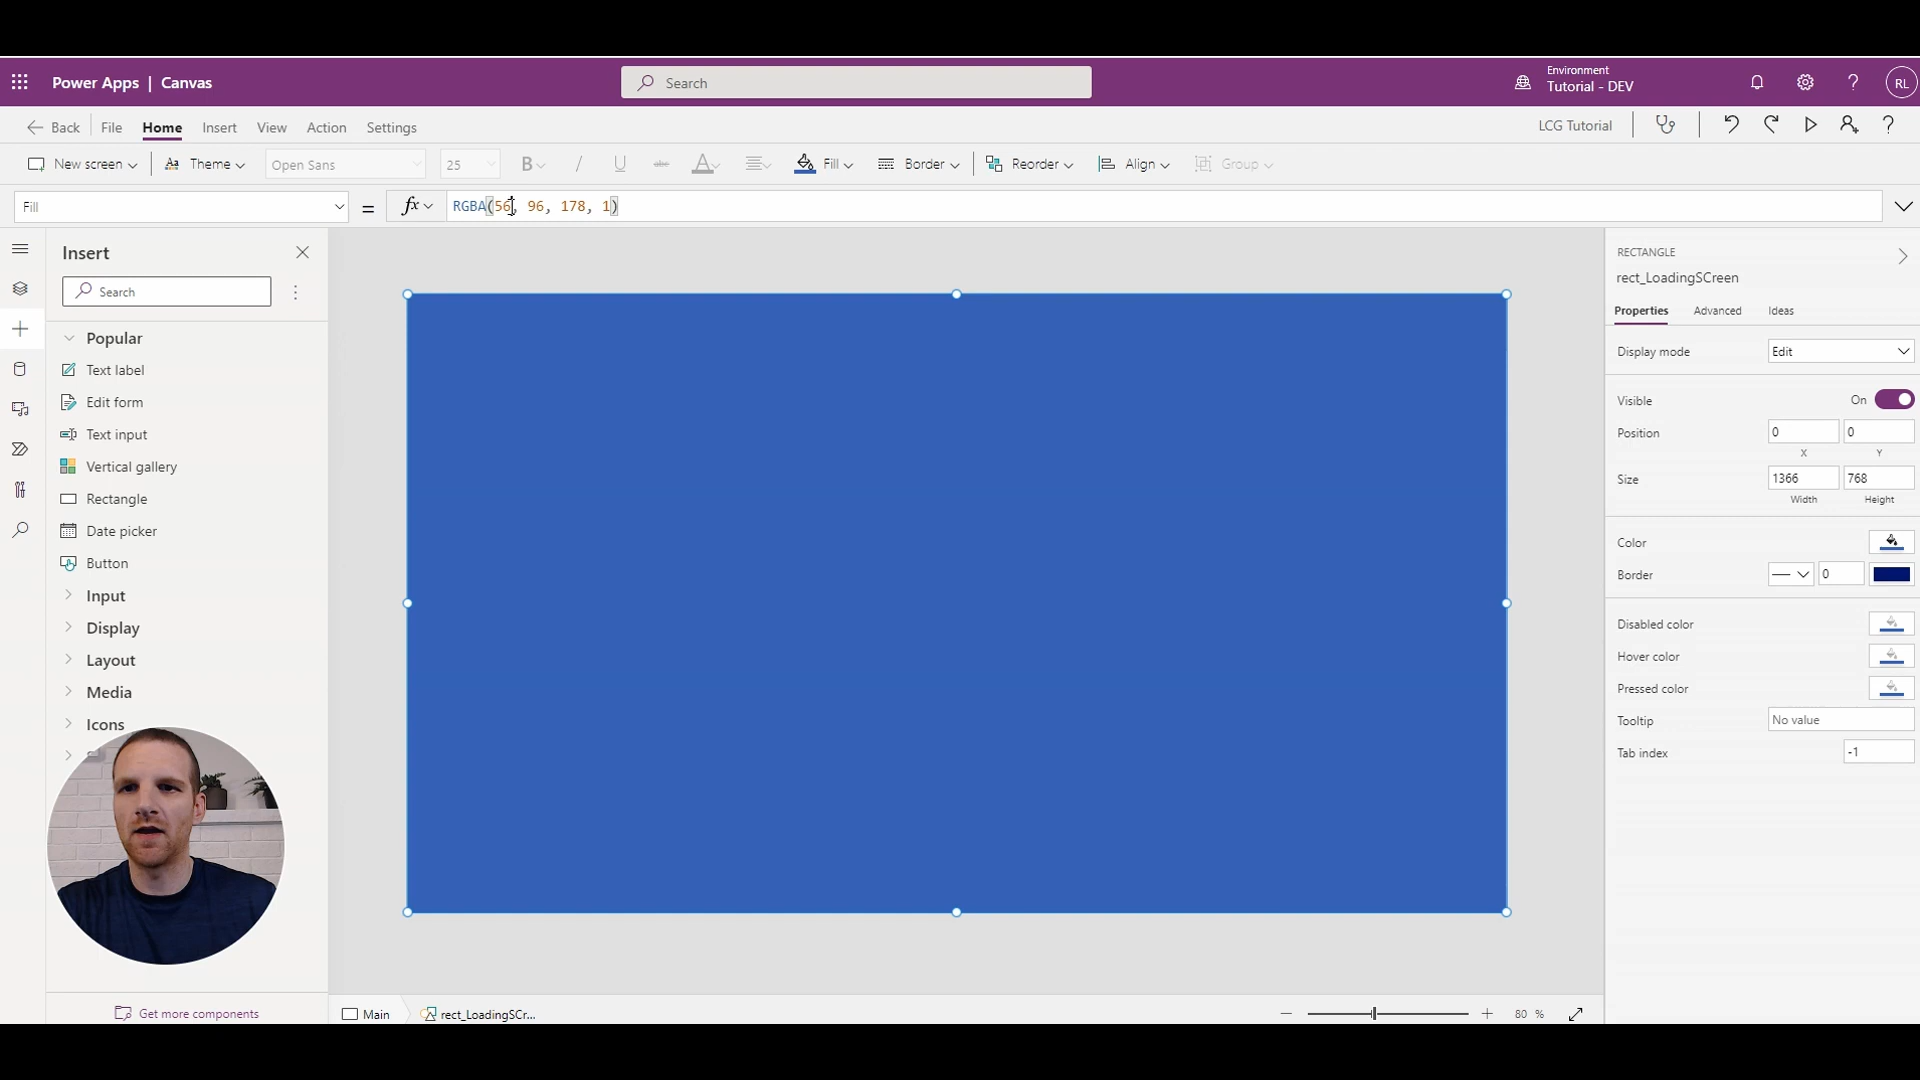 Power Apps | Canvas
Search
Environment
Tutorial - DEV
RL
Back
File
Home
Insert
View
Action
Settings
LCG Tutorial
New screen
Theme
Open Sans
25
B
abc
A
Fill
Border
Reorder
Align
Group
Fill
=
fx
RGBA(56, 96, 178, 1)
Insert
Search
Popular
Text label
Edit form
Text input
Vertical gallery
Rectangle
Date picker
Button
Input
Display
Layout
Media
Icons
Get more components
RECTANGLE
rect_LoadingSCreen
Properties
Advanced
Ideas
Display mode
Edit
Visible
On
Position
0
0
X
Y
Size
1366
768
Width
Height
Color
Border
0
Disabled color
Hover color
Pressed color
Tooltip
No value
Tab index
-1
Main
rect_LoadingSCr...
80 %